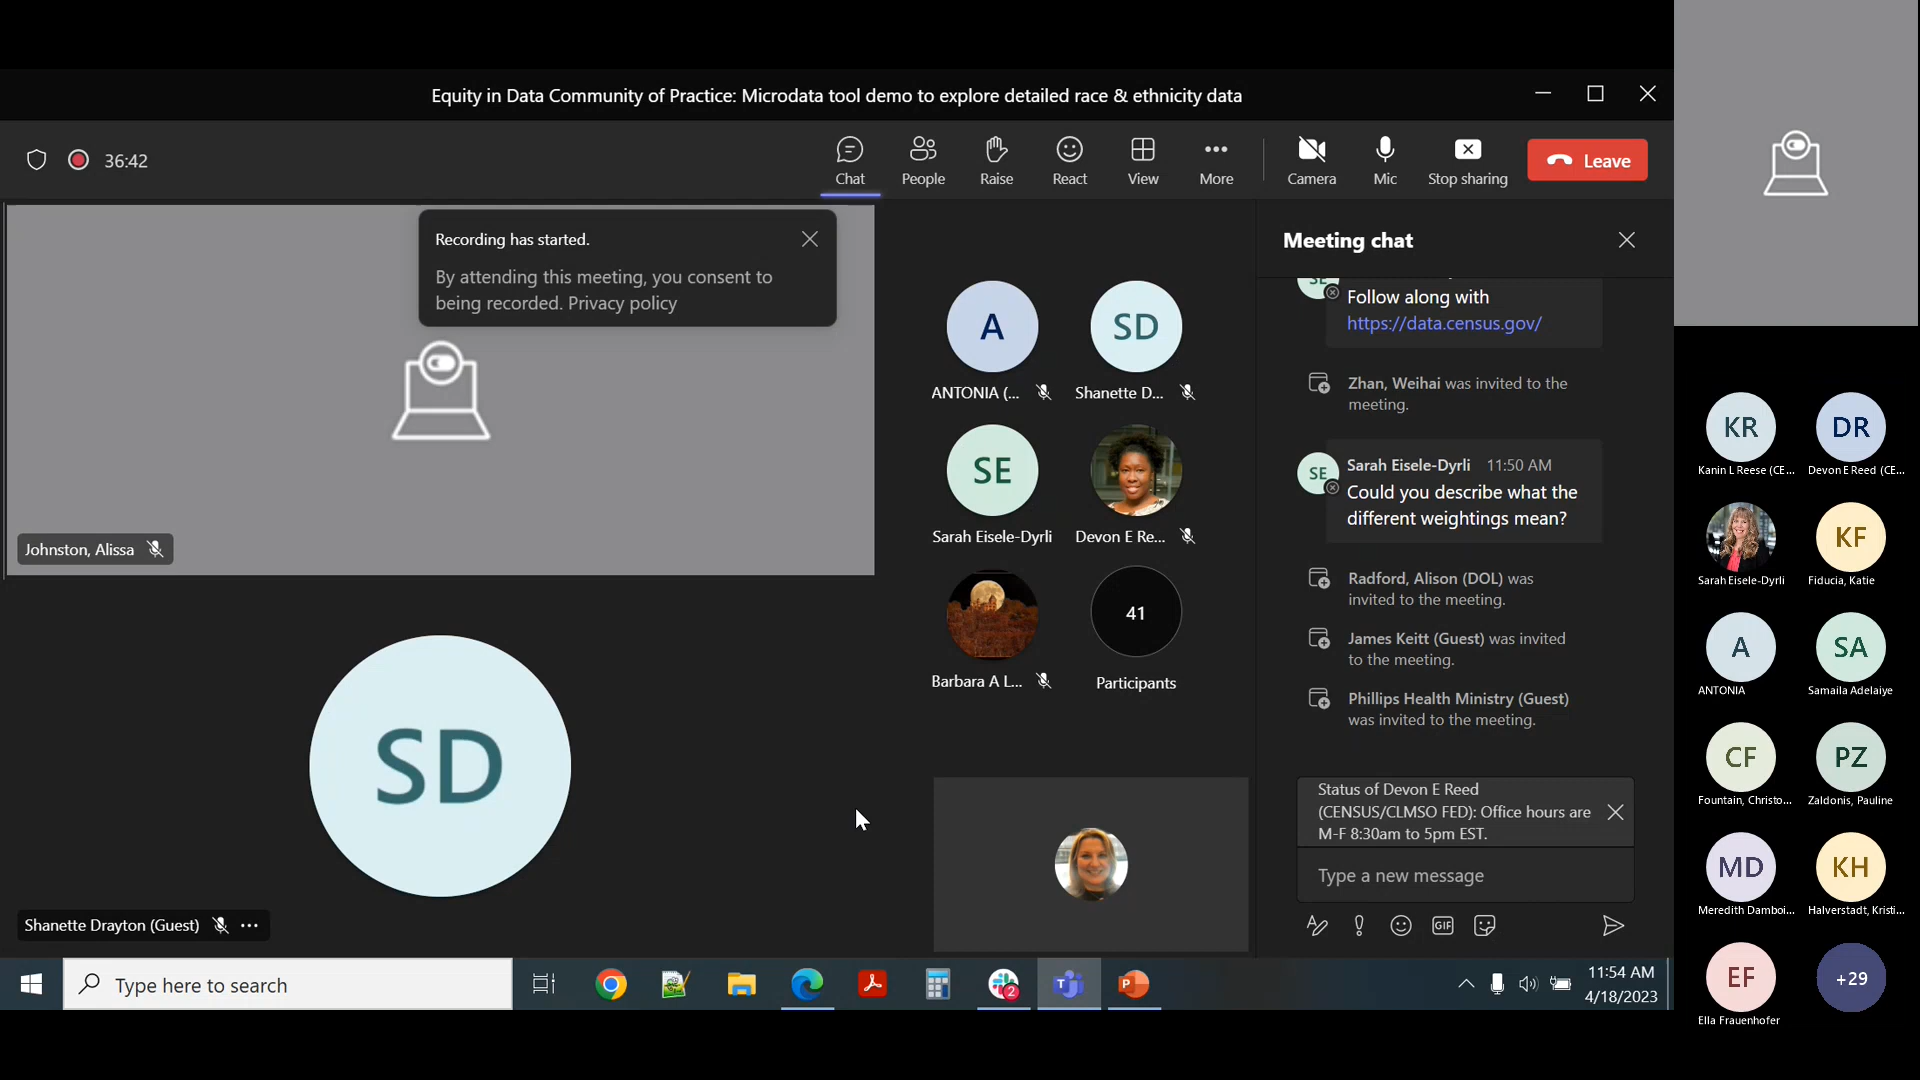 Equity in Data Community of Practice: Microdata tool demo to explore detailed race & ethnicity data
36:42
Chat
People
Raise
React
View
More
Camera
Mic
Stop sharing
Leave
Recording has started.
By attending this meeting, you consent to
being recorded. Privacy policy
Johnston, Alissa
SD
Shanette Drayton (Guest)
A
ANTONIA (...
SD
Shanette D...
SE
Sarah Eisele-Dyrli
Devon E Re...
Barbara A L...
41
Participants
Meeting chat
SE
Follow along with
https://data.census.gov/
Zhan, Weihai was invited to the
meeting.
SE
Sarah Eisele-Dyrli 11:50 AM
Could you describe what the
different weightings mean?
Radford, Alison (DOL) was
invited to the meeting.
James Keitt (Guest) was invited
to the meeting.
Phillips Health Ministry (Guest)
was invited to the meeting.
Status of Devon E Reed
(CENSUS/CLMSO FED): Office hours are
M-F 8:30am to 5pm EST.
Type a new message
GIF
Type here to search
2
T
P
11:54 AM
4/18/2023
KR
Kanin L Reese (CE...
DR
Devon E Reed (CE...
Sarah Eisele-Dyrli
KF
Fiducia, Katie
A
ANTONIA
SA
Samaila Adelaiye
CF
Fountain, Christo...
PZ
Zaldonis, Pauline
MD
Meredith Damboi...
KH
Halverstadt, Kristi...
EF
Ella Frauenhofer
+29